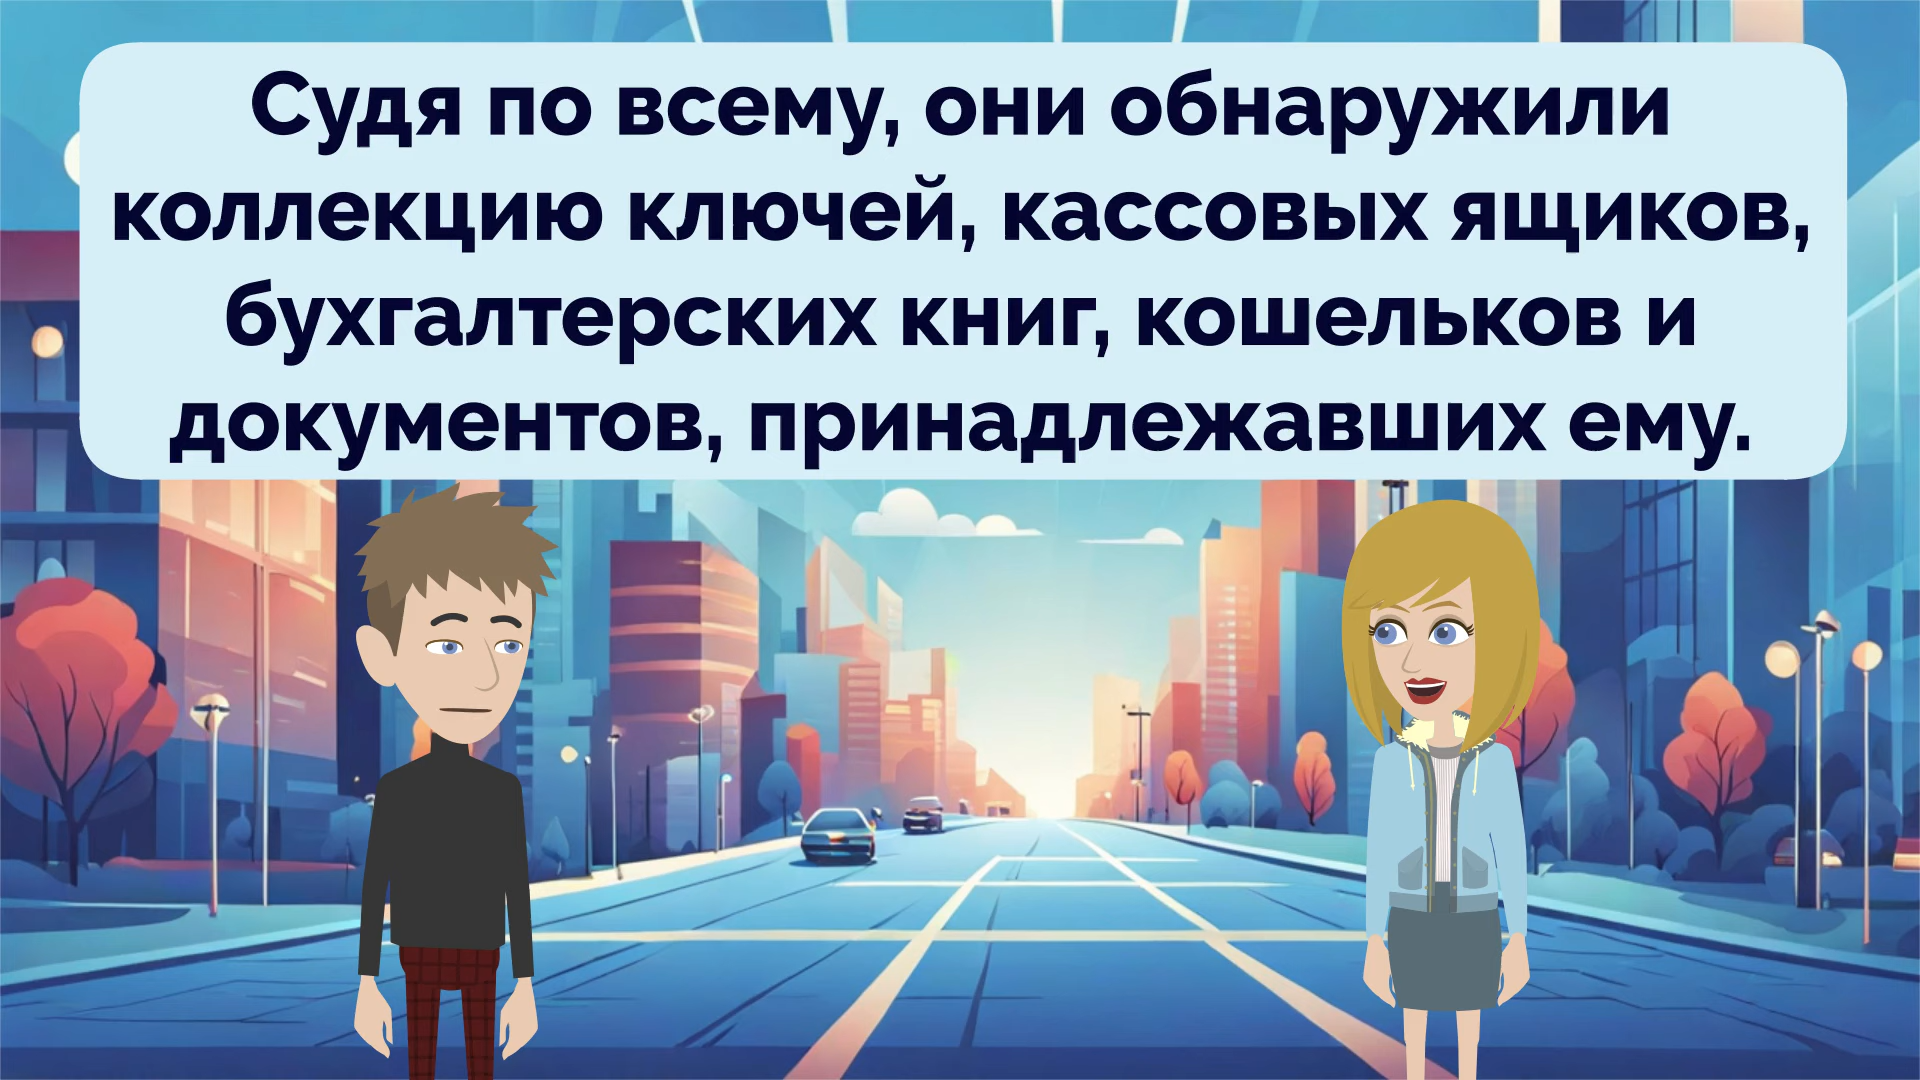 Судя по всему, они обнаружили
коллекцию ключей, кассовых ящиков,
бухгалтерских книг, кошельков и
документов, принадлежавших ему.